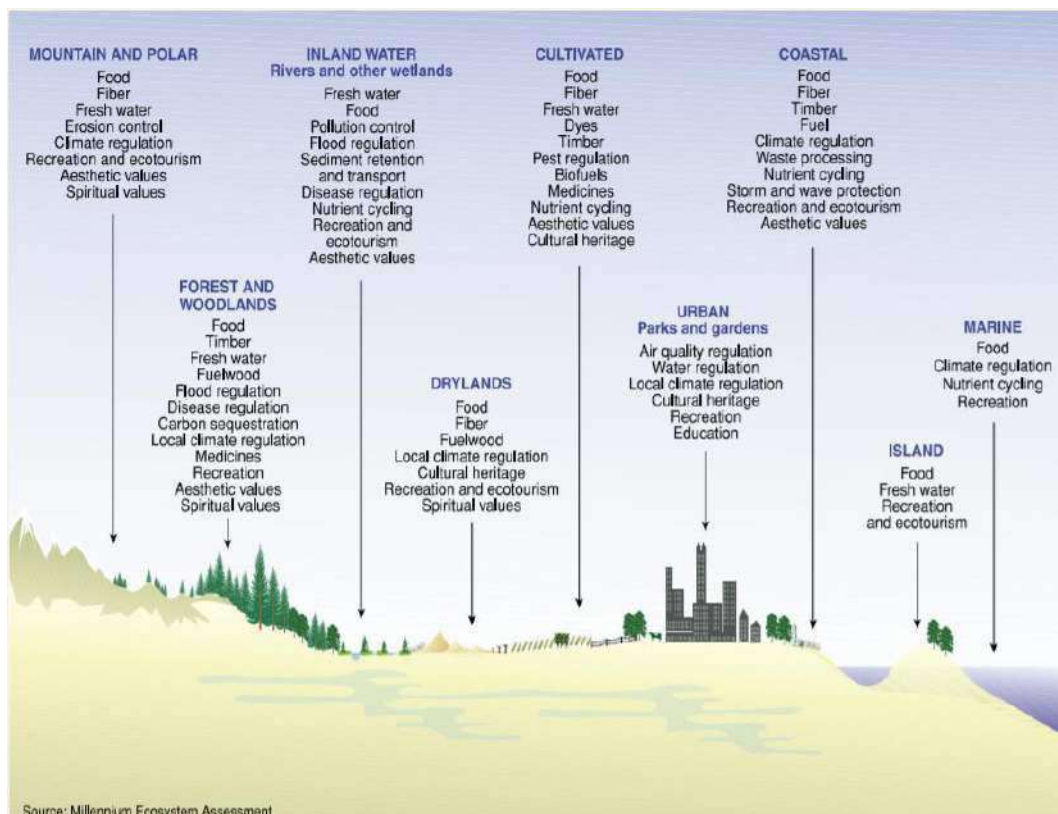 MOUNTAIN AND POLAR
Food
Fiber
Fresh water
Erosion control
Climate regulation
Recreation and ecotourism
Aesthetic values
Spiritual values
INLAND WATER
Rivers and other wetlands
Fresh water
Food
Pollution control
Flood regulation
Sediment retention
and transport
Disease regulation
Nutrient cycling
Recreation and
ecotourism
Aesthetic values
CULTIVATED
Food
Fiber
Fresh water
Dyes
Timber
Pest regulation
Biofuels
Medicines
Nutrient cycling
Aesthetic values
Cultural heritage
COASTAL
Food
Fiber
Timber
Fuel
Climate regulation
Waste processing
Nutrient cycling
Storm and wave protection
Recreation and ecotourism
Aesthetic values
FOREST AND
WOODLANDS
Food
Timber
Fresh water
Fuelwood
Flood regulation
Disease regulation
Carbon sequestration
Local climate regulation
Medicines
Recreation
Aesthetic values
Spiritual values
DRYLANDS
Food
Fiber
Fuelwood
Local climate regulation
Cultural heritage
Recreation and ecotourism
Spiritual values
URBAN
Parks and gardens
Air quality regulation
Water regulation
Local climate regulation
Cultural heritage
Recreation
Education
ISLAND
Food
Fresh water
Recreation
and ecotourism
MARINE
Food
Climate regulation
Nutrient cycling
Recreation
Source: Millennium Ecosystem Assessment